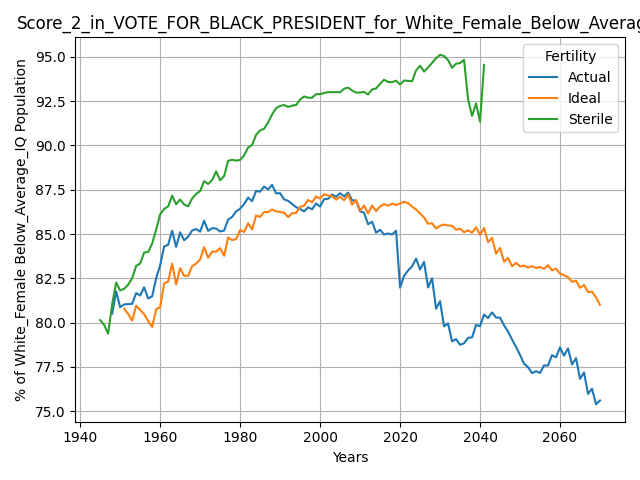 Score_2_in_VOTE_FOR_BLACK_PRESIDENT_for_White_Female_Below_Averag
Fertility
Actual
Ideal
Sterile
% of White_Female Below_Average_IQ Population
95.0
92.5
90.0
87.5
85.0
82.5
80.0
77.5
75.0
1940 1960 1980 2000 2020 2040 2060
Years